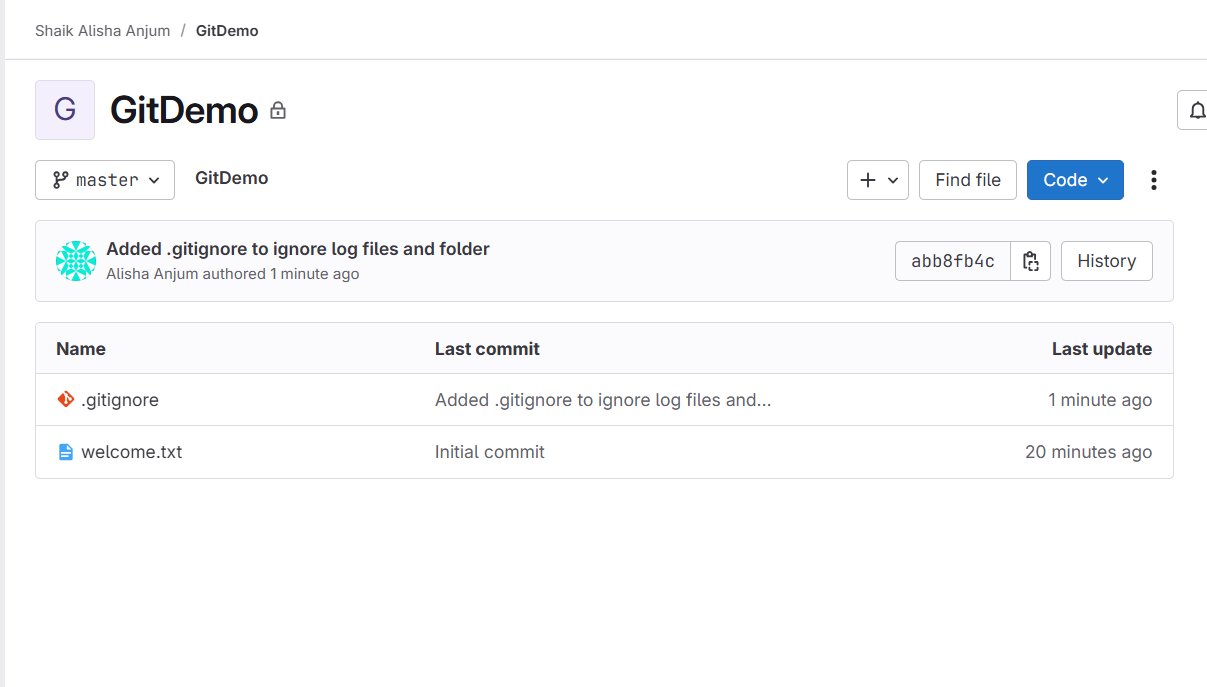 Shaik Alisha Anjum / GitDemo
G GitDemo
master GitDemo Find file Code
Added .gitignore to ignore log files and folder
Alisha Anjum authored 1 minute ago
abb8fb4c History
Name Last commit Last update
.gitignore Added .gitignore to ignore log files and... 1 minute ago
welcome.txt Initial commit 20 minutes ago